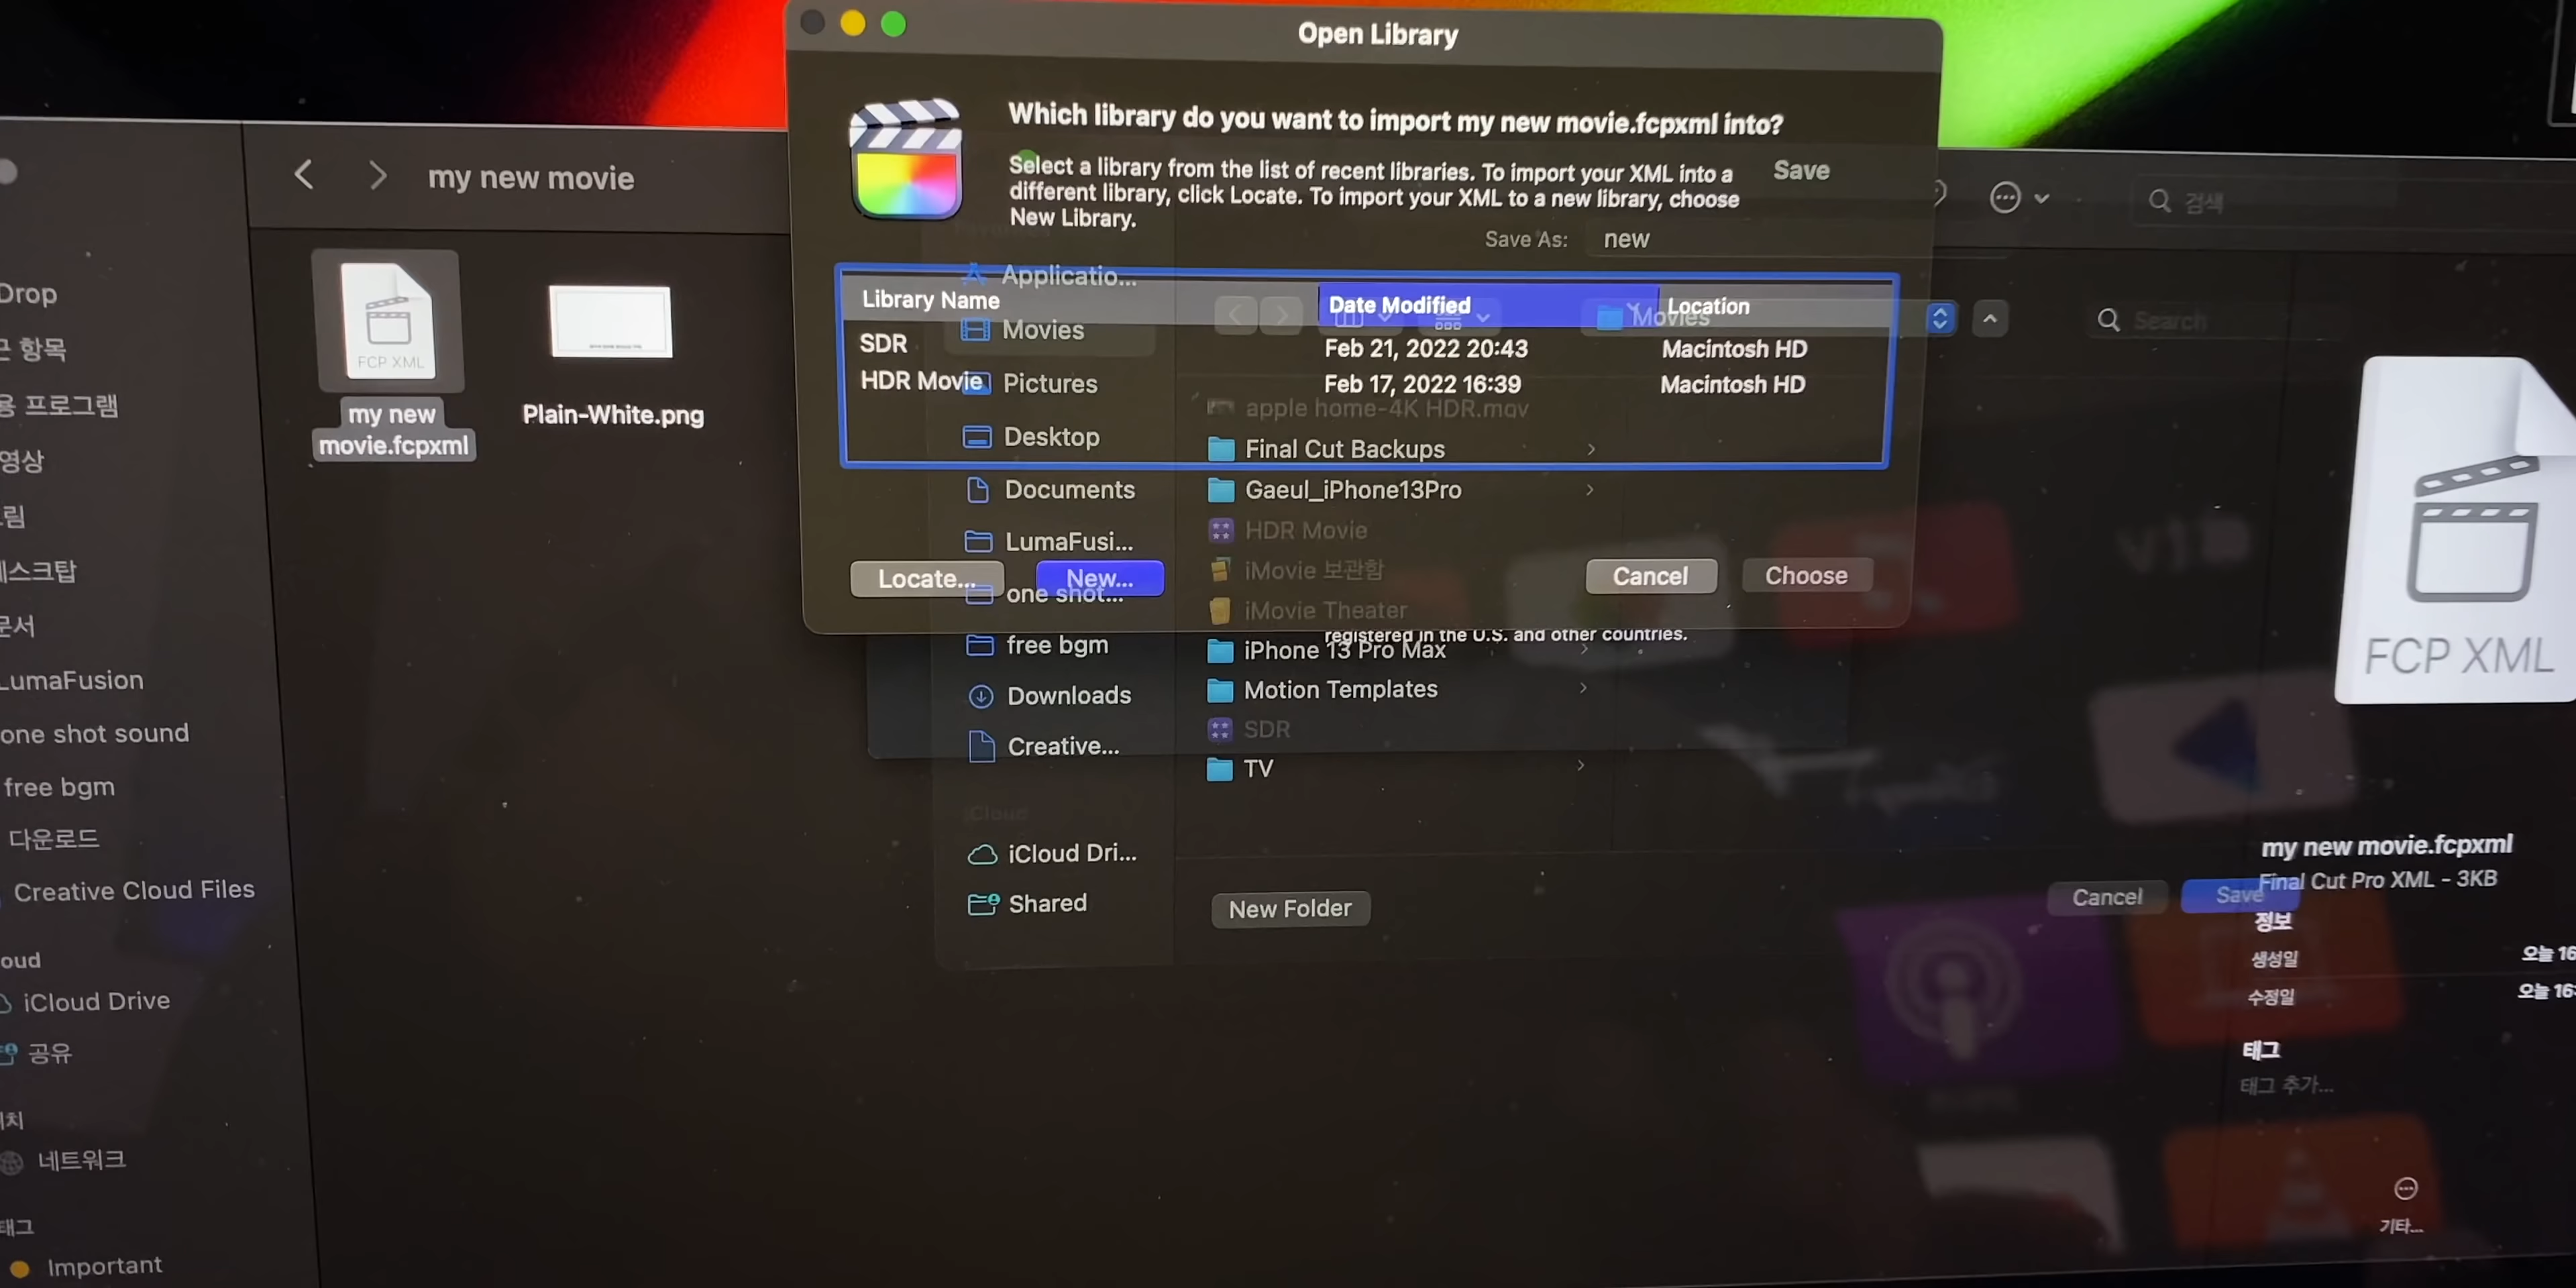 Open Library
Which library do you want to import my new movie.fcpxml into?
Select a library from the list of recent libraries. To import your XML into a
different library, click Locate. To import your XML to a new library, choose
New Library.
Save
Save As: new
Library Name Date Modified Location
SDR Feb 21, 2022 20:43 Macintosh HD
HDR Movie Feb 17, 2022 16:39 Macintosh HD
Locate... New... Cancel Choose
registered in the U.S. and other countries.
my new movie
검색
FCP XML
my new
movie.fcpxml
Plain-White.png
Drop
항목
프로그램
영상
문서
LumaFusion
one shot sound
free bgm
다운로드
Creative Cloud Files
oud
iCloud Drive
공유
네트워크
태그
Important
Applicatio...
Movies
Pictures
Desktop
Documents
LumaFusi...
one shot...
free bgm
Downloads
Creative...
iCloud
iCloud Dri...
Shared
Movies
Search
apple home-4K HDR.mov
Final Cut Backups
Gaeul_iPhone13Pro
HDR Movie
iMovie 보관함
iMovie Theater
iPhone 13 Pro Max
Motion Templates
SDR
TV
New Folder
Cancel Save
FCP XML
my new movie.fcpxml
Final Cut Pro XML - 3KB
정보
생성일 오늘 16
수정일 오늘 16:
태그
태그 추가...
기타...